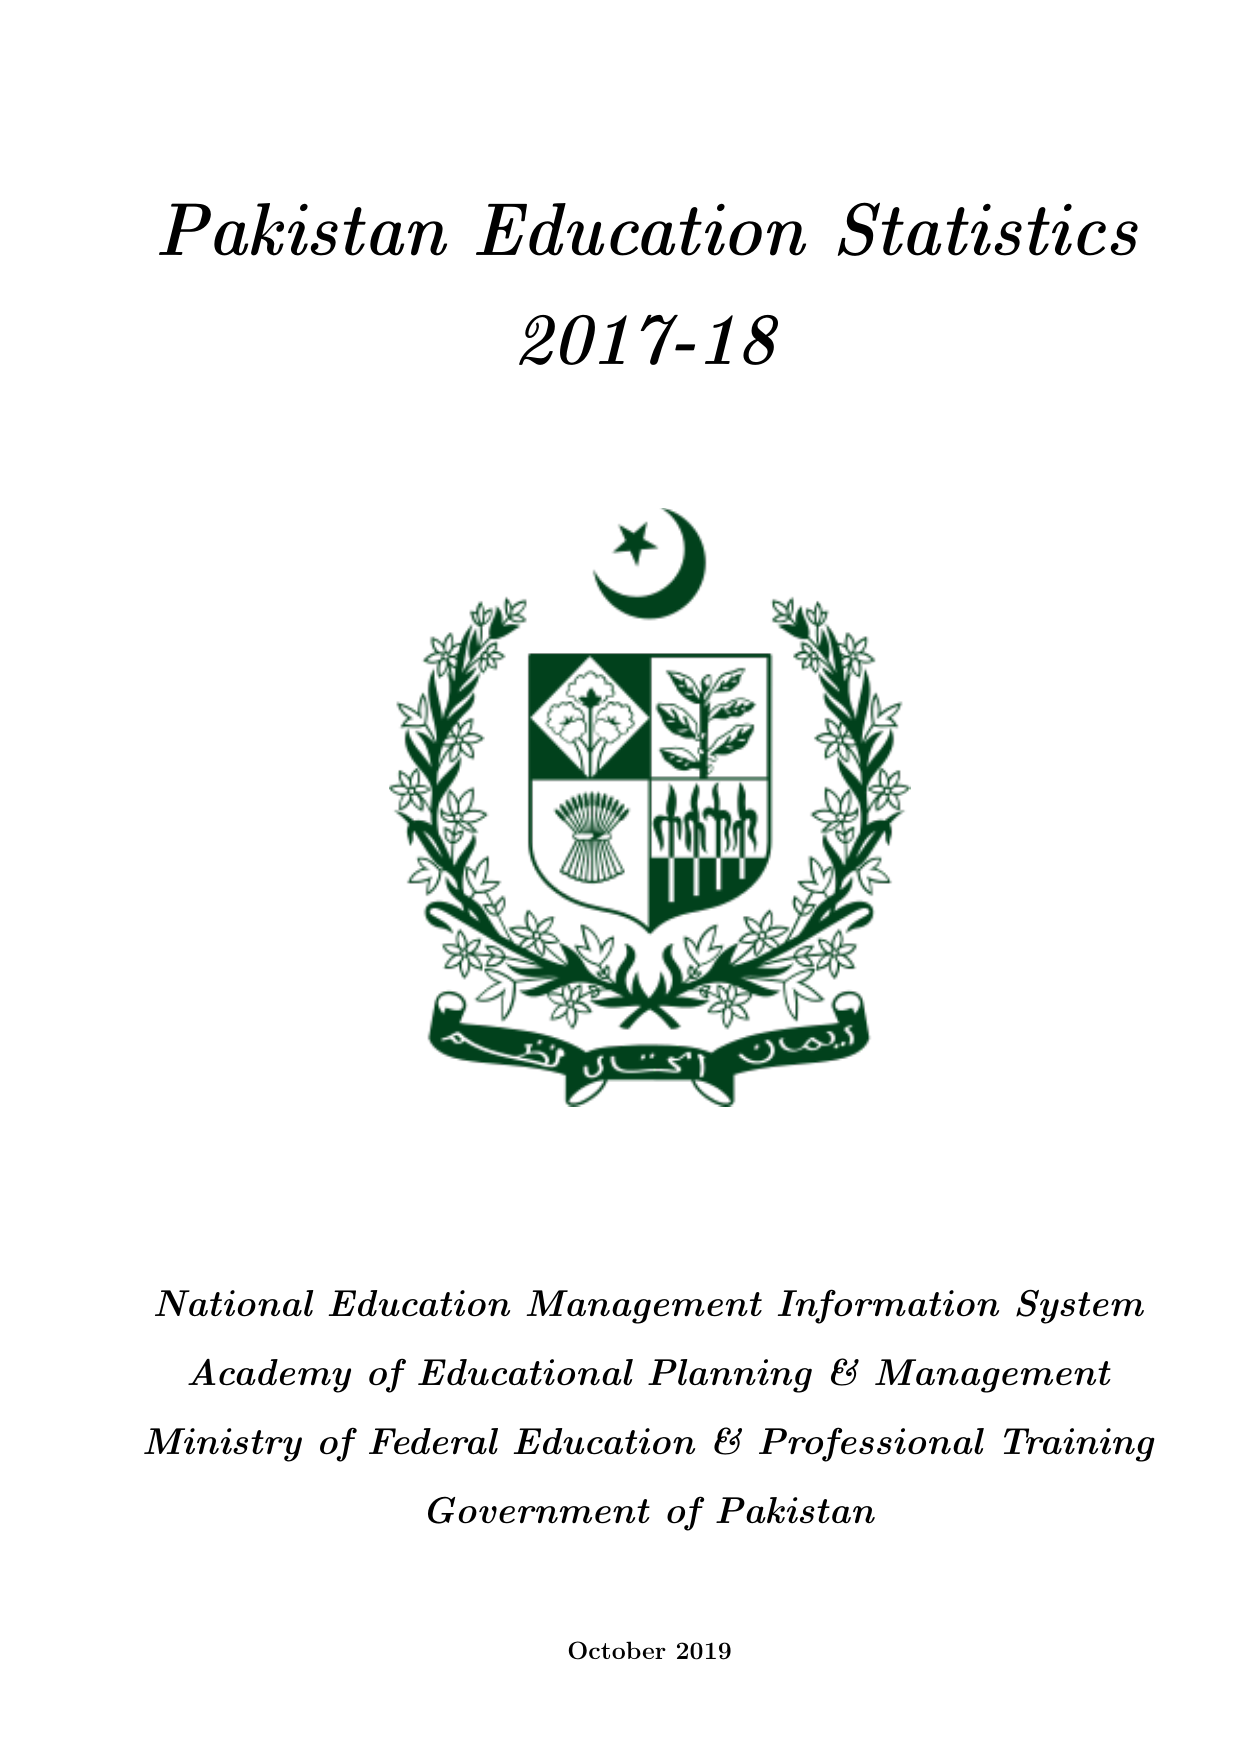 Pakistan Education Statistics
2017-18
ایمان اتحاد نظم
National Education Management Information System
Academy of Educational Planning & Management
Ministry of Federal Education & Professional Training
Government of Pakistan
October 2019